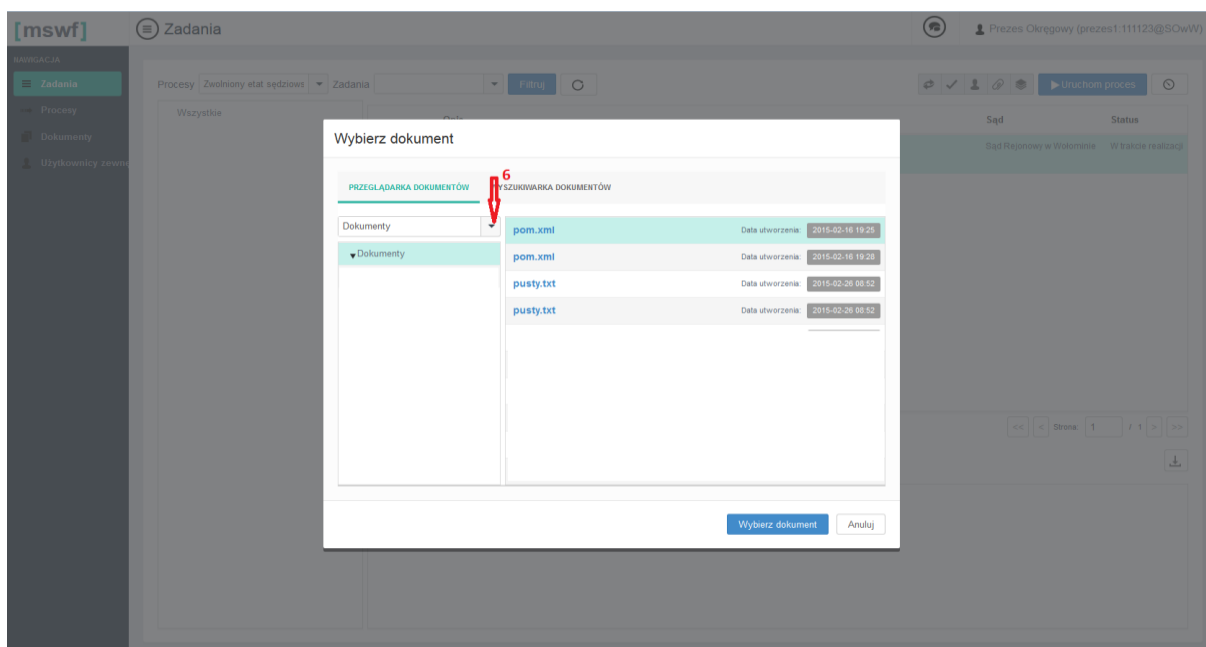 [mswf]
Zadania
Prezes Okręgowy (prezes1:111123@SOwW)
NAWIGACJA
Zadania
Procesy
Dokumenty
Użytkownicy zewnę
Procesy Zwolniony etat sędziows Zadania Filtruj Uruchom proces
Wszystkie
Sąd Status
Sąd Rejonowy w Wołominie W trakcie realizacji
Wybierz dokument
6
PRZEGLĄDARKA DOKUMENTÓW WYSZUKIWARKA DOKUMENTÓW
Dokumenty
Dokumenty
pom.xml Data utworzenia: 2015-02-16 19:25
pom.xml Data utworzenia: 2015-02-16 19:28
pusty.txt Data utworzenia: 2015-02-26 08:52
pusty.txt Data utworzenia: 2015-02-26 08:52
<< < Strona: 1 / 1 > >>
Wybierz dokument Anuluj